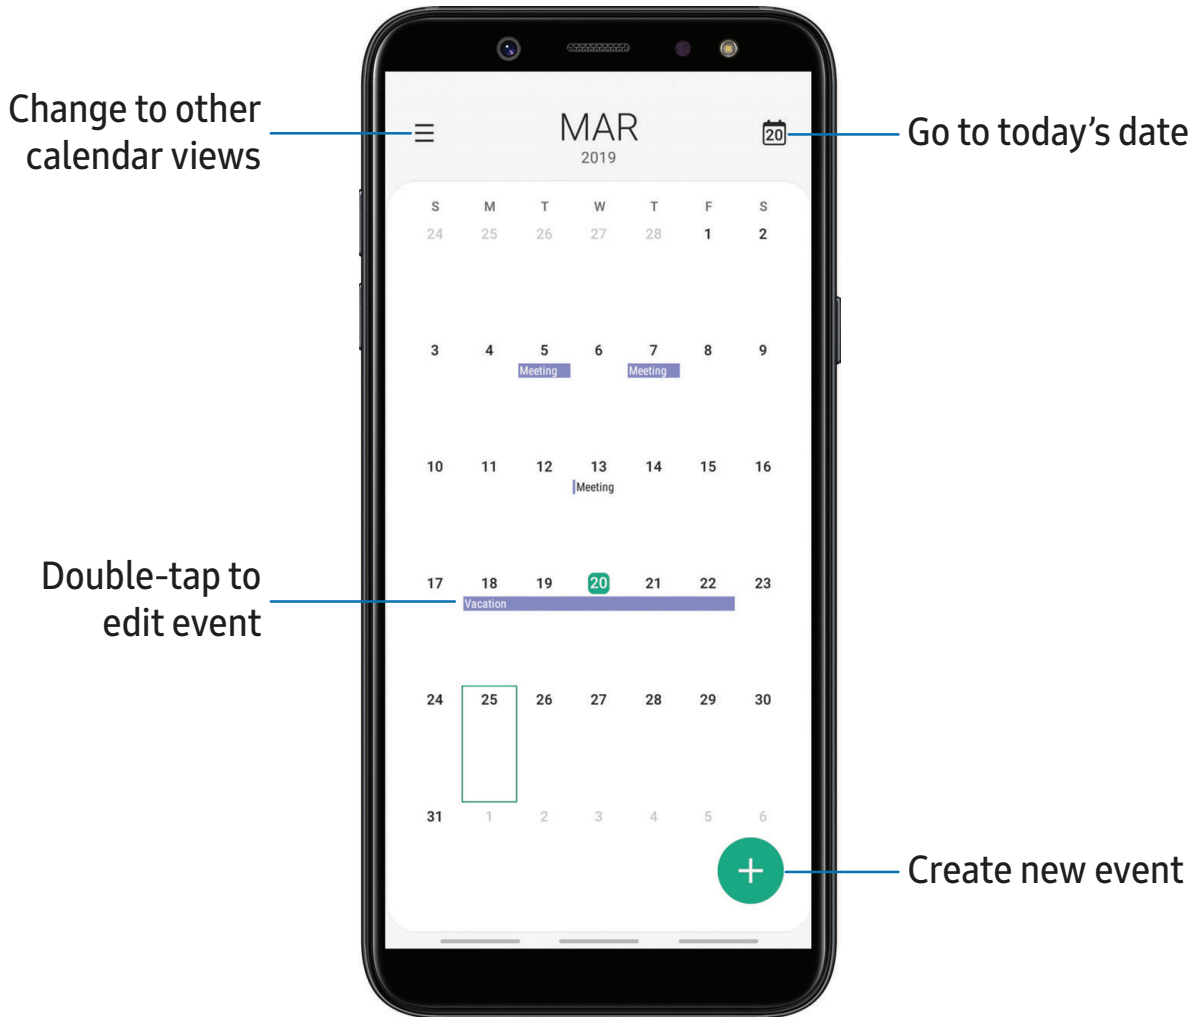 Change to other
calendar views
MAR
2019
20
Go to today’s date
S M T W T F S
24 25 26 27 28 1 2
3 4 5 6 7 8 9
Meeting Meeting
10 11 12 13 14 15 16
Meeting
Double-tap to
edit event
17 18 19 20 21 22 23
Vacation
24 25 26 27 28 29 30
31 1 2 3 4 5 6
+
Create new event